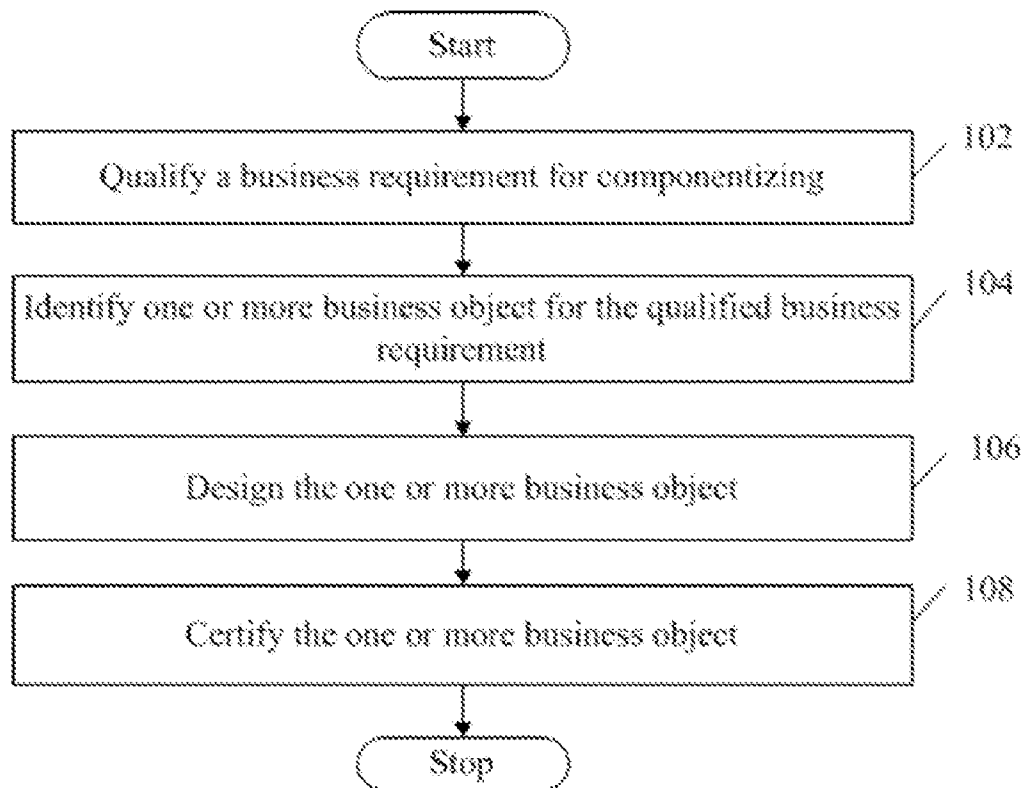 Start
Qualify a business requirement for componentizing
102
Identify one or more business object for the qualified business
requirement
104
Design the one or more business object
106
Certify the one or more business object
108
Stop